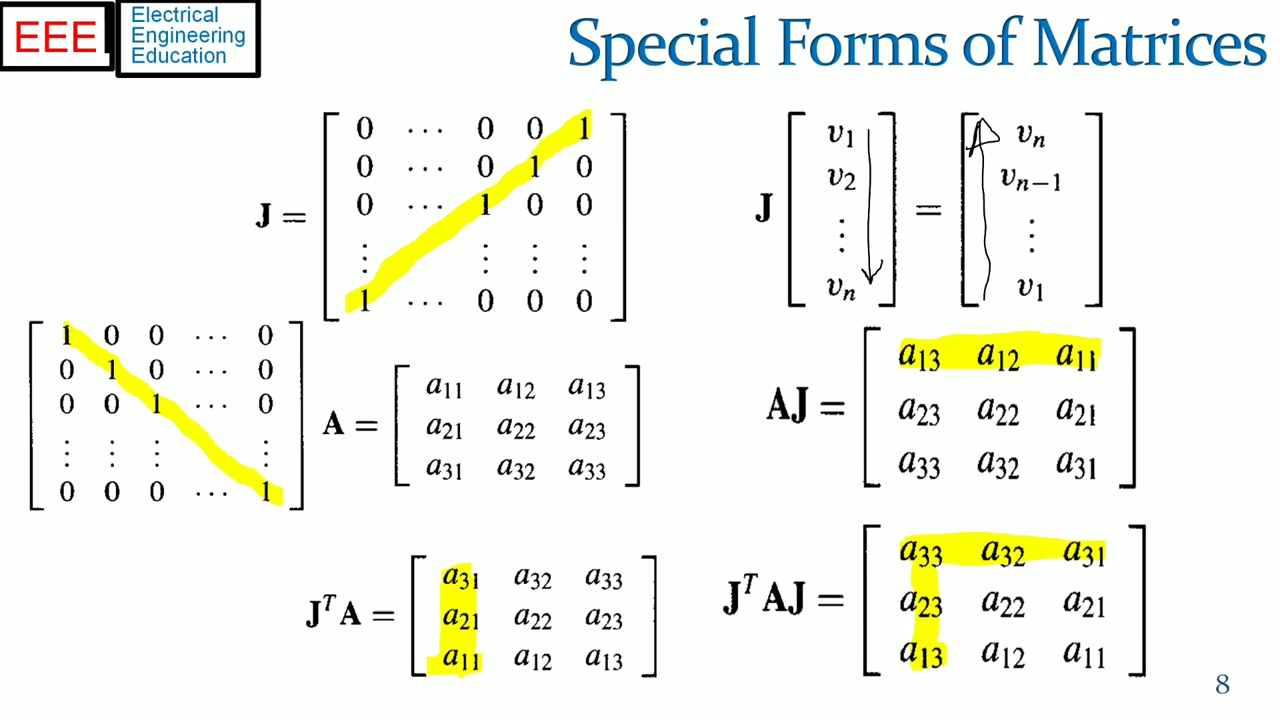 EEE
Electrical
Engineering
Education
Special Forms of Matrices
J = [ 0 ⋯ 0 0 1
0 ⋯ 0 1 0
0 ⋯ 1 0 0
⋮ ⋮ ⋮ ⋮
1 ⋯ 0 0 0 ]
J [ v1
v2
⋮
vn ] = [ vn
vn−1
⋮
v1 ]
[ 1 0 0 ⋯ 0
0 1 0 ⋯ 0
0 0 1 ⋯ 0
⋮ ⋮ ⋮ ⋮
0 0 0 ⋯ 1 ]
A = [ a11 a12 a13
a21 a22 a23
a31 a32 a33 ]
AJ = [ a13 a12 a11
a23 a22 a21
a33 a32 a31 ]
J^T A = [ a31 a32 a33
a21 a22 a23
a11 a12 a13 ]
J^T AJ = [ a33 a32 a31
a23 a22 a21
a13 a12 a11 ]
8